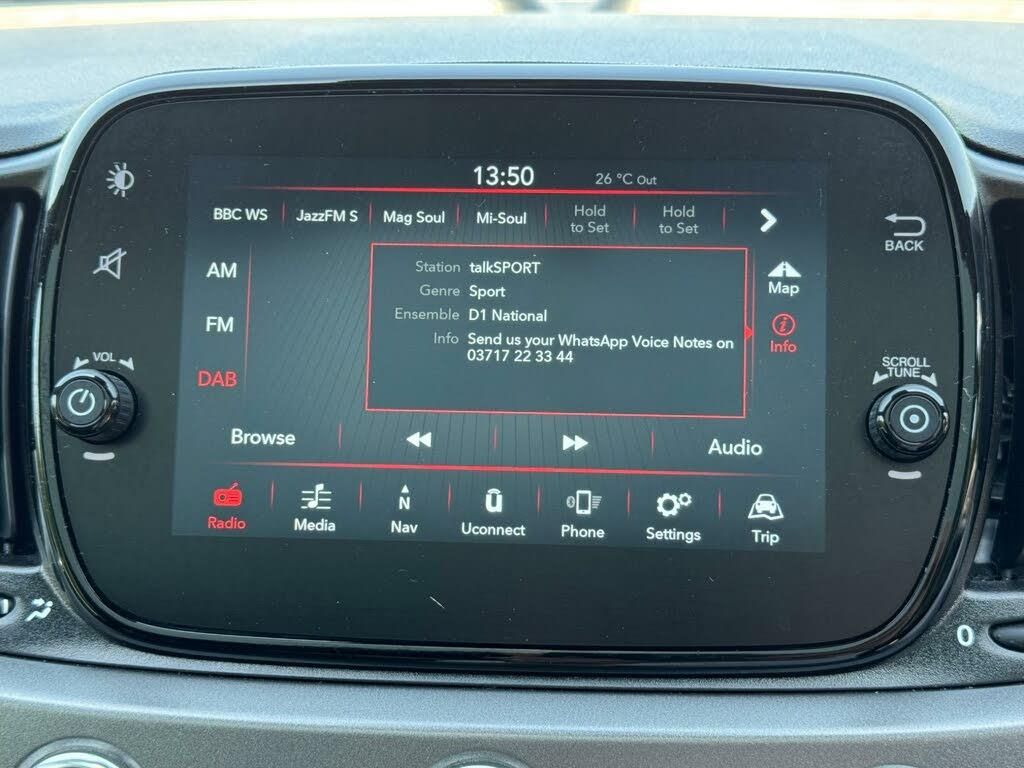 13:50
26 °C Out
BBC WS
JazzFM S
Mag Soul
Mi-Soul
Hold
to Set
Hold
to Set
BACK
AM
FM
DAB
Station talkSPORT
Genre Sport
Ensemble D1 National
Info Send us your WhatsApp Voice Notes on
03717 22 33 44
Map
i
Info
VOL
SCROLL
TUNE
Browse
Audio
N
Radio
Media
Nav
Uconnect
Phone
Settings
Trip
0